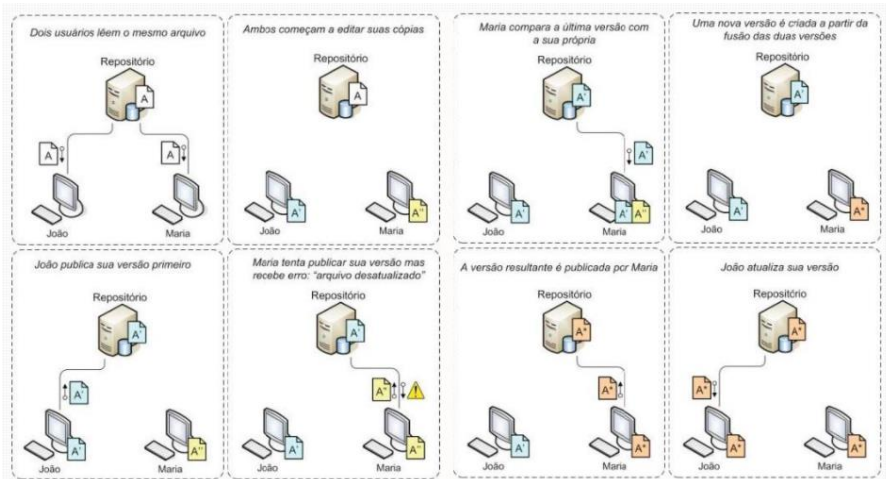 Dois usuários lêem o mesmo arquivo
Repositório
A
A
A
João
Maria
Ambos começam a editar suas cópias
Repositório
A
A'
A''
João
Maria
João publica sua versão primeiro
Repositório
A'
A'
A'
A''
João
Maria
Maria tenta publicar sua versão mas
recebe erro: "arquivo desatualizado"
Repositório
A'
A''
A'
A''
João
Maria
Maria compara a última versão com
a sua própria
Repositório
A'
A'
A'
A'
A''
João
Maria
Uma nova versão é criada a partir da
fusão das duas versões
Repositório
A'
A'
A*
João
Maria
A versão resultante é publicada por Maria
Repositório
A*
A*
A'
A*
João
Maria
João atualiza sua versão
Repositório
A*
A*
A*
A*
João
Maria